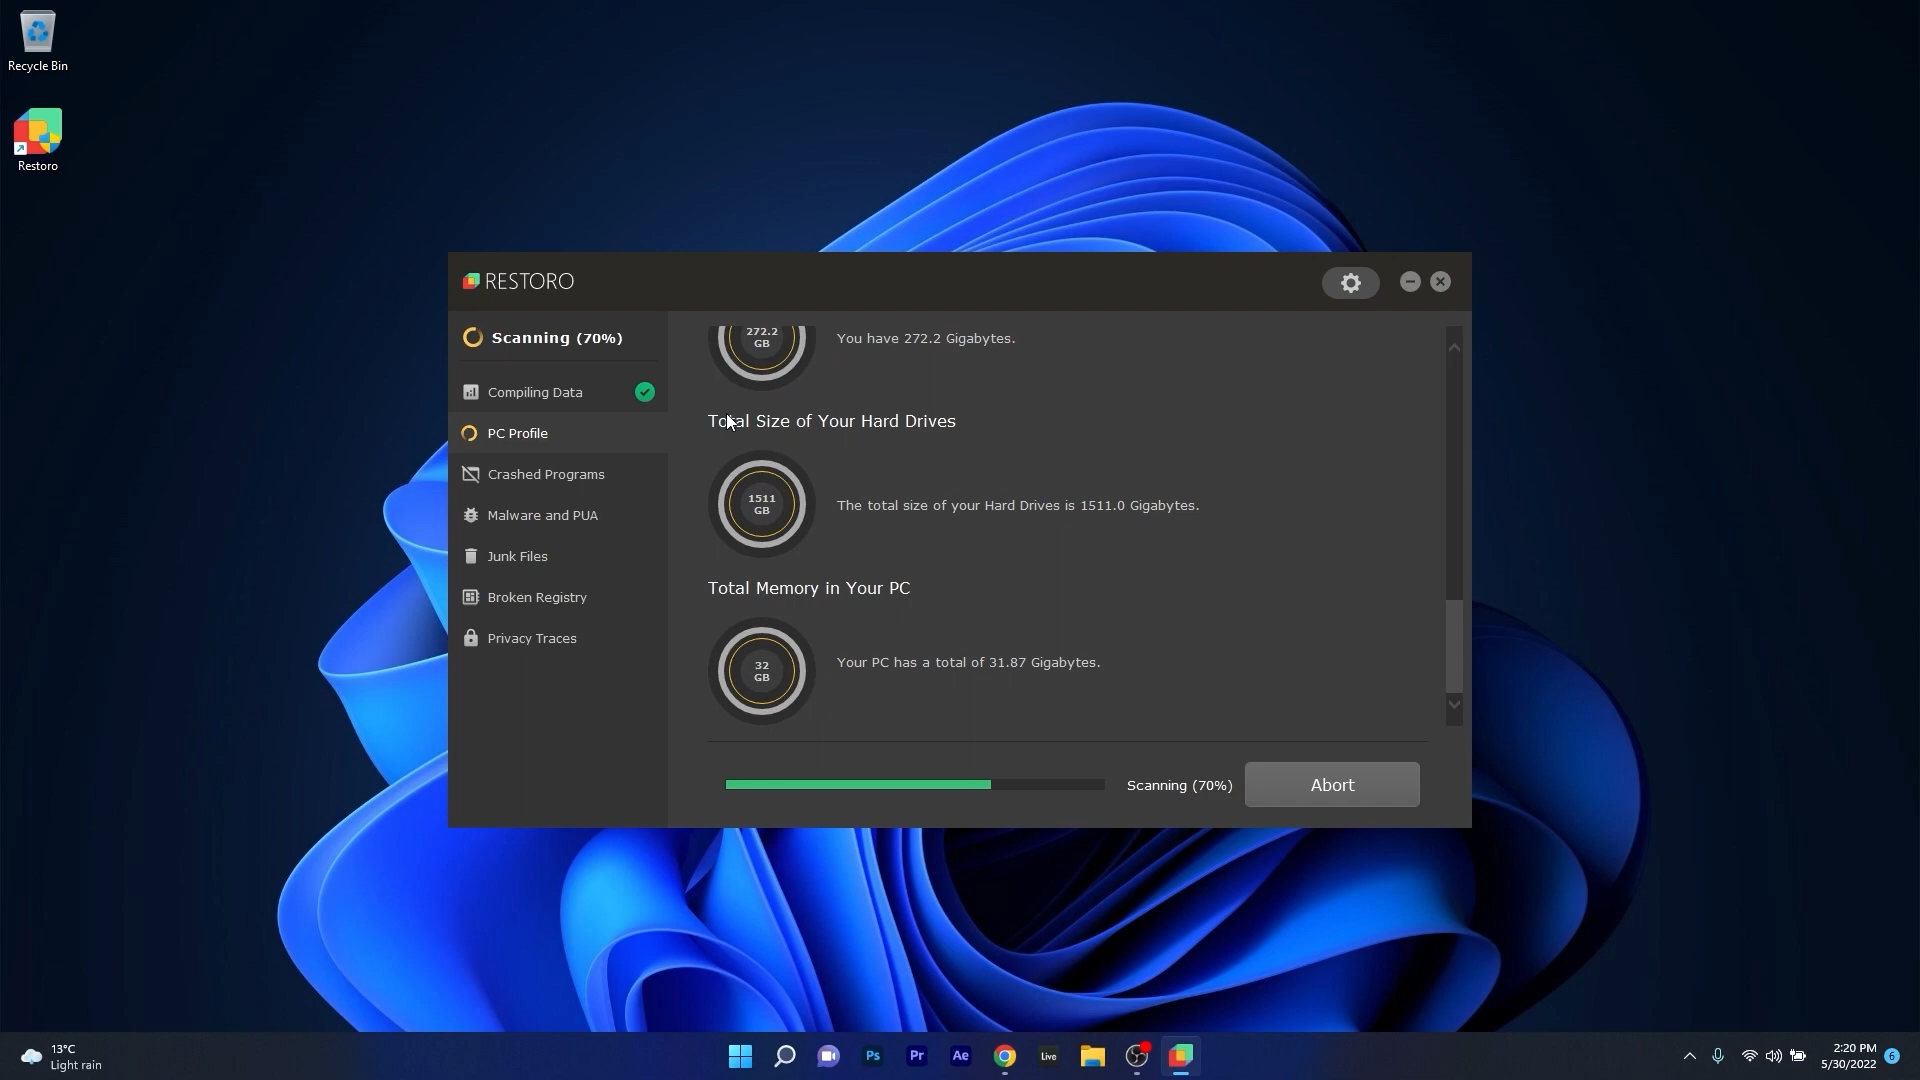 Recycle Bin
Restoro
RESTORO
Scanning (70%)
Compiling Data
PC Profile
Crashed Programs
Malware and PUA
Junk Files
Broken Registry
Privacy Traces
272.2
GB
You have 272.2 Gigabytes.
Total Size of Your Hard Drives
1511
GB
The total size of your Hard Drives is 1511.0 Gigabytes.
Total Memory in Your PC
32
GB
Your PC has a total of 31.87 Gigabytes.
Scanning (70%)
Abort
13°C
Light rain
Ps
Pr
Ae
Live
2:20 PM
5/30/2022
6